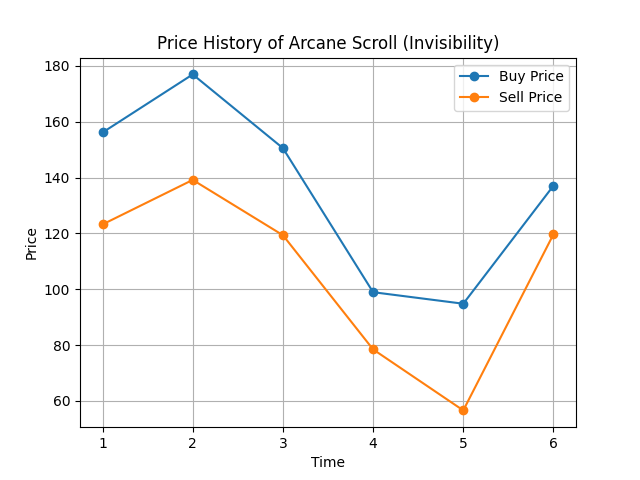 Price History of Arcane Scroll (Invisibility)
180
160
140
120
100
80
60
Price
Buy Price
Sell Price
1 2 3 4 5 6
Time